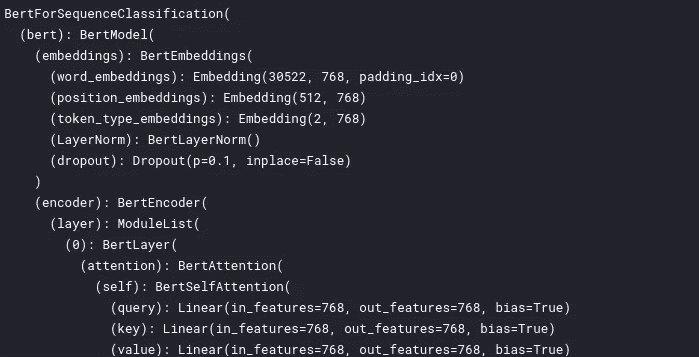 BertForSequenceClassification(
(bert): BertModel(
(embeddings): BertEmbeddings(
(word_embeddings): Embedding(30522, 768, padding_idx=0)
(position_embeddings): Embedding(512, 768)
(token_type_embeddings): Embedding(2, 768)
(LayerNorm): BertLayerNorm()
(dropout): Dropout(p=0.1, inplace=False)
)
(encoder): BertEncoder(
(layer): ModuleList(
(0): BertLayer(
(attention): BertAttention(
(self): BertSelfAttention(
(query): Linear(in_features=768, out_features=768, bias=True)
(key): Linear(in_features=768, out_features=768, bias=True)
(value): Linear(in_features=768, out_features=768, bias=True)